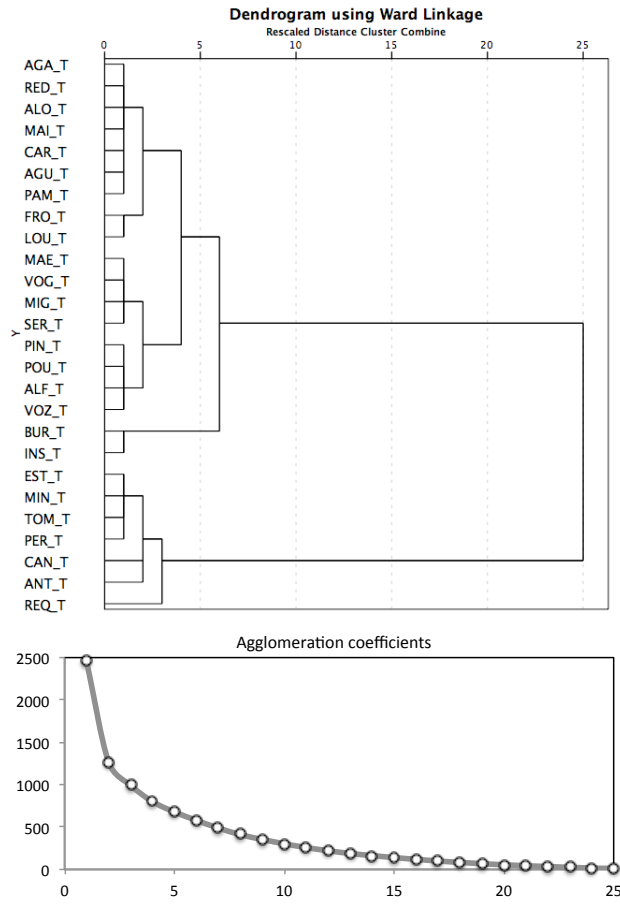 Dendrogram using Ward Linkage
Rescaled Distance Cluster Combine
0 5 10 15 20 25
AGA_T
RED_T
ALO_T
MAI_T
CAR_T
AGU_T
PAM_T
FRO_T
LOU_T
MAE_T
VOG_T
MIG_T
SER_T
Y
PIN_T
POU_T
ALF_T
VOZ_T
BUR_T
INS_T
EST_T
MIN_T
TOM_T
PER_T
CAN_T
ANT_T
REQ_T
Agglomeration coefficients
2500
2000
1500
1000
500
0
0 5 10 15 20 25